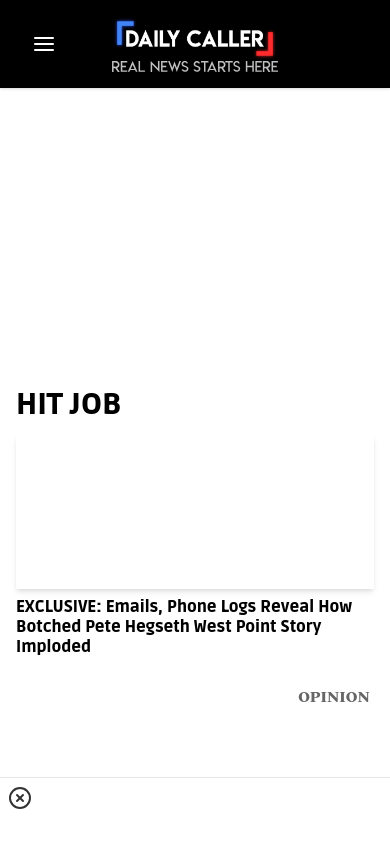 DAILY CALLER
REAL NEWS STARTS HERE
HIT JOB
EXCLUSIVE: Emails, Phone Logs Reveal How
Botched Pete Hegseth West Point Story
Imploded
OPINION